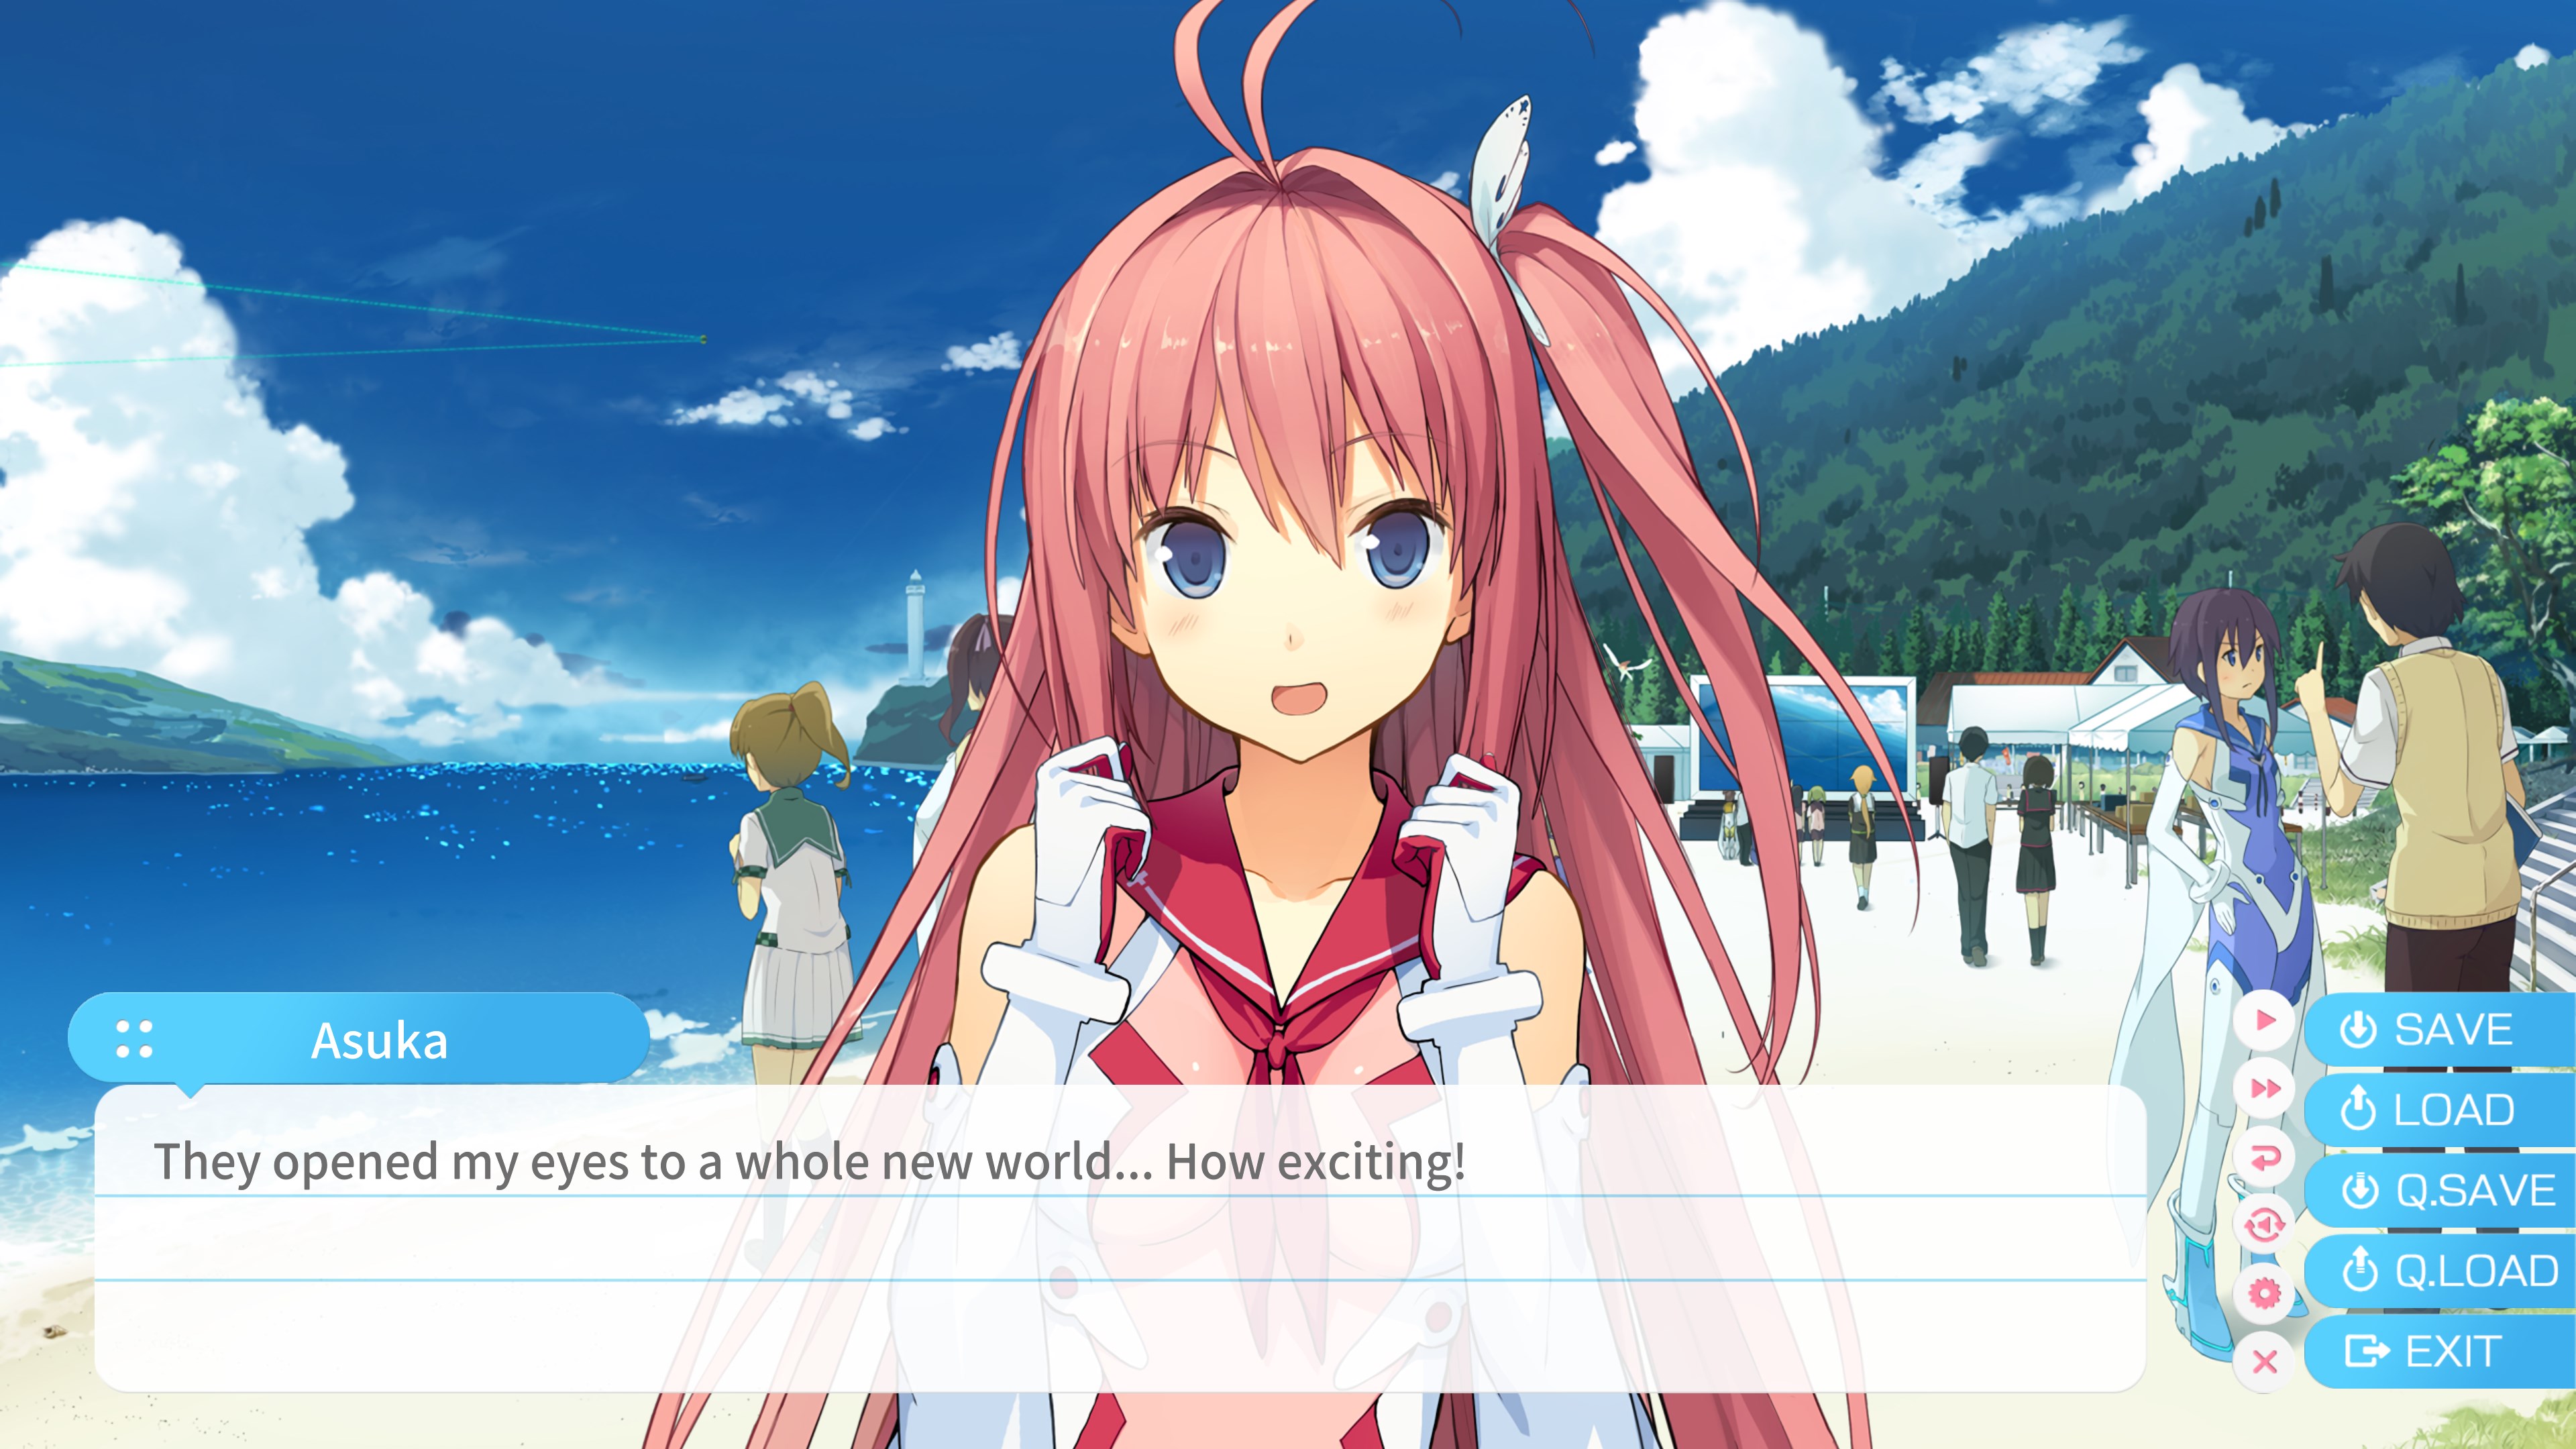 Asuka
They opened my eyes to a whole new world... How exciting!
SAVE
LOAD
Q.SAVE
Q.LOAD
EXIT